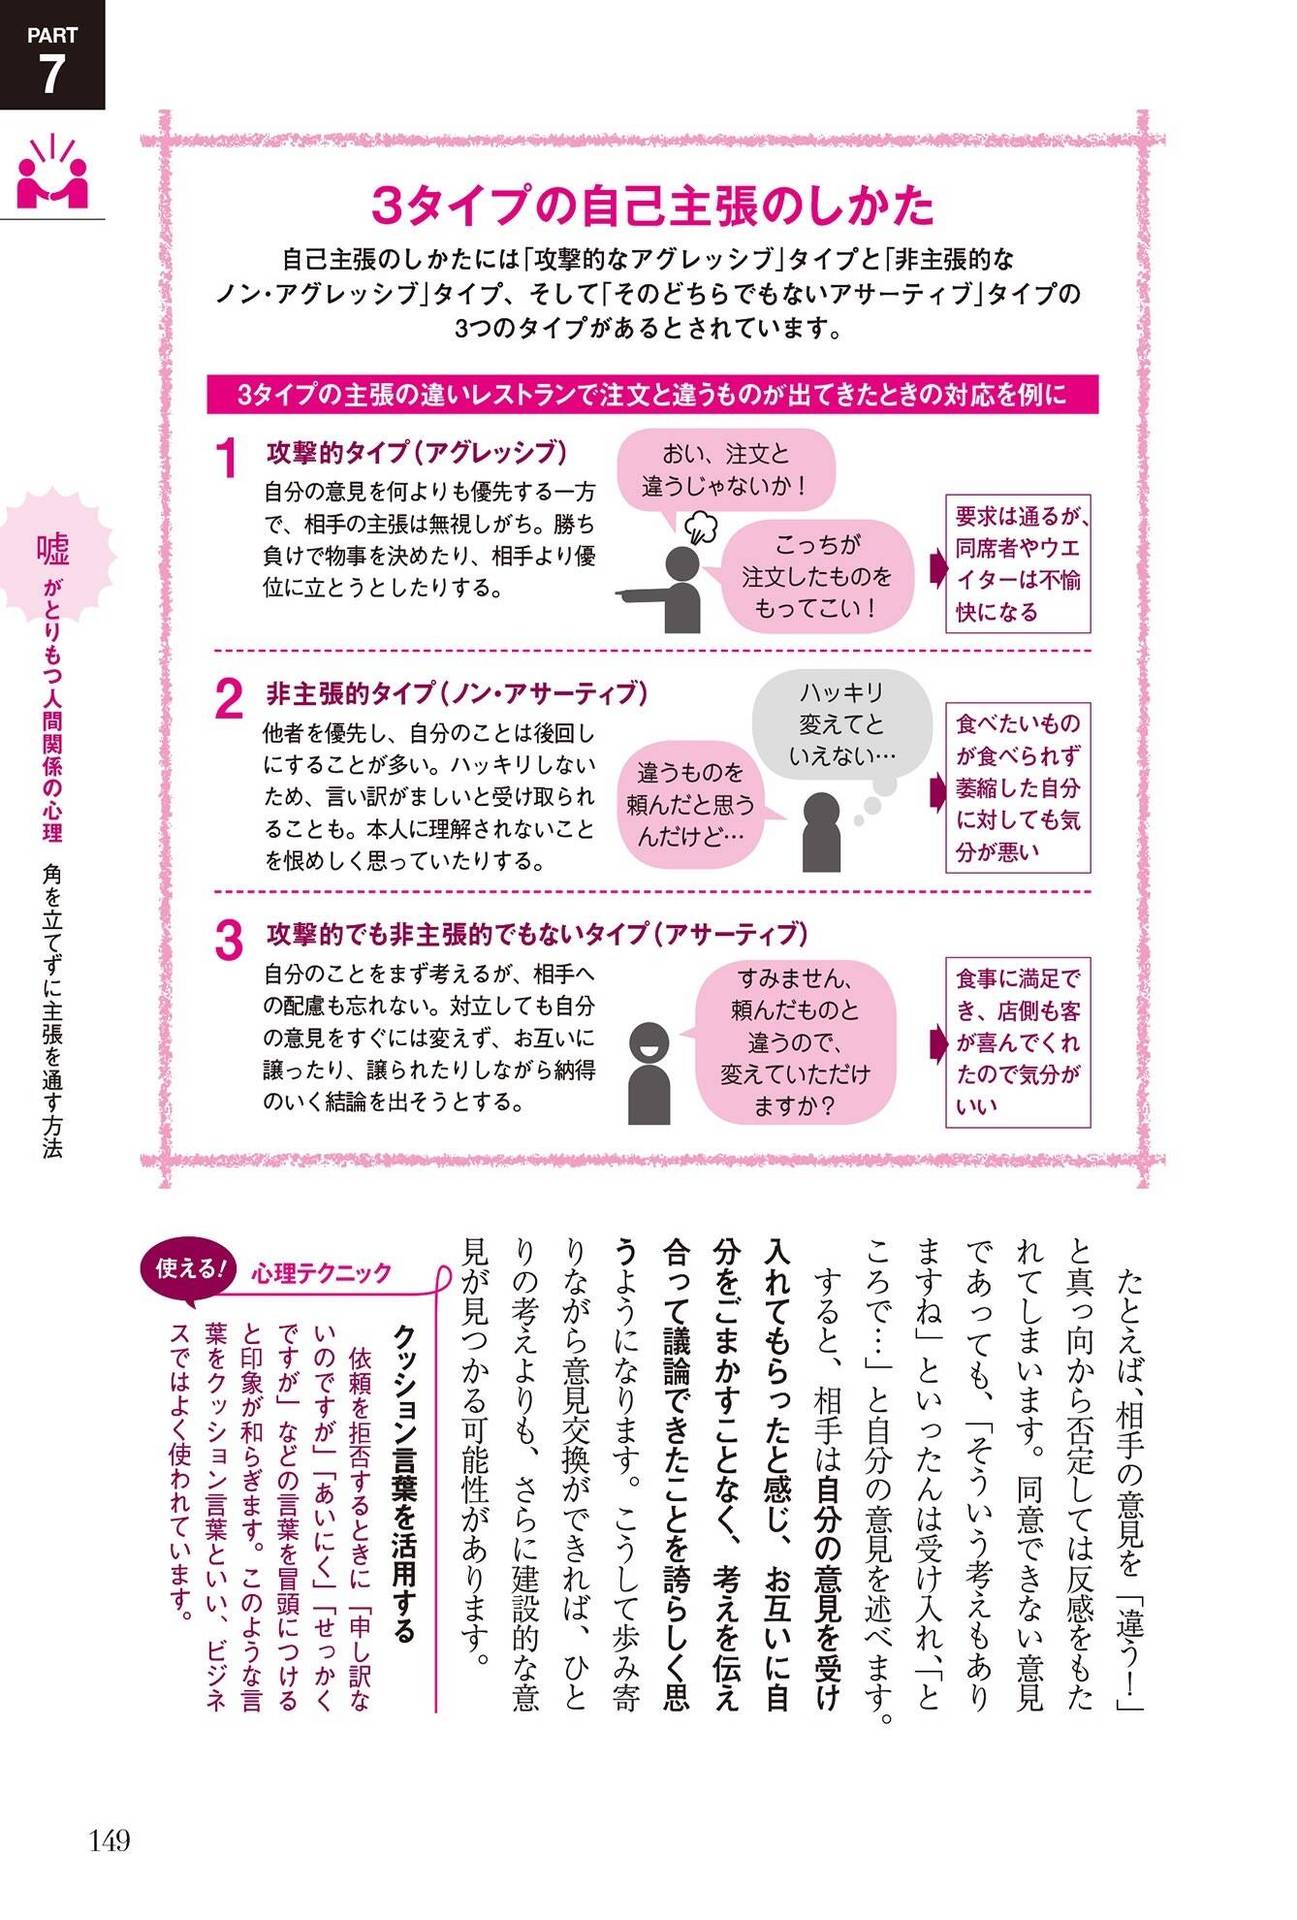 PART
7
嘘がとりもつ人間関係の心理 角を立てずに主張を通す方法
3タイプの自己主張のしかた
自己主張のしかたには「攻撃的なアグレッシブ」タイプと「非主張的な
ノン・アグレッシブ」タイプ、そして「そのどちらでもないアサーティブ」タイプの
3つのタイプがあるとされています。
3タイプの主張の違いレストランで注文と違うものが出てきたときの対応を例に
1 攻撃的タイプ（アグレッシブ）
自分の意見を何よりも優先する一方
で、相手の主張は無視しがち。勝ち
負けで物事を決めたり、相手より優
位に立とうとしたりする。
おい、注文と
違うじゃないか！
こっちが
注文したものを
もってこい！
要求は通るが、
同席者やウエ
イターは不愉
快になる
2 非主張的タイプ（ノン・アサーティブ）
他者を優先し、自分のことは後回し
にすることが多い。ハッキリしない
ため、言い訳がましいと受け取られ
ることも。本人に理解されないこと
を恨めしく思っていたりする。
違うものを
頼んだと思う
んだけど…
ハッキリ
変えてと
いえない…
食べたいもの
が食べられず
萎縮した自分
に対しても気
分が悪い
3 攻撃的でも非主張的でもないタイプ（アサーティブ）
自分のことをまず考えるが、相手へ
の配慮も忘れない。対立しても自分
の意見をすぐには変えず、お互いに
譲ったり、譲られたりしながら納得
のいく結論を出そうとする。
すみません、
頼んだものと
違うので、
変えていただけ
ますか？
食事に満足で
き、店側も客
が喜んでくれ
たので気分が
いい
たとえば、相手の意見を「違う！」
と真っ向から否定しては反感をもた
れてしまいます。同意できない意見
であっても、「そういう考えもあり
ますね」といったんは受け入れ、「と
ころで…」と自分の意見を述べます。
すると、相手は自分の意見を受け
入れてもらったと感じ、お互いに自
分をごまかすことなく、考えを伝え
合って議論できたことを誇らしく思
うようになります。こうして歩み寄
りながら意見交換ができれば、ひと
りの考えよりも、さらに建設的な意
見が見つかる可能性があります。
使える！ 心理テクニック
クッション言葉を活用する
依頼を拒否するときに「申し訳な
いのですが」「あいにく」「せっかく
ですが」などの言葉を冒頭につける
と印象が和らぎます。このような言
葉をクッション言葉といい、ビジネ
スではよく使われています。
149